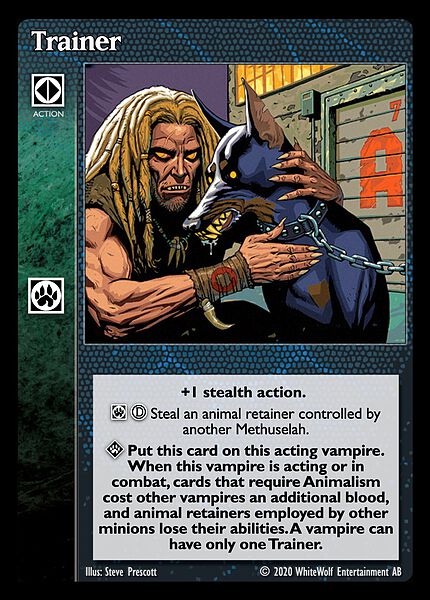 Trainer
ACTION
7
A
+1 stealth action.
D Steal an animal retainer controlled by
another Methuselah.
Put this card on this acting vampire.
When this vampire is acting or in
combat, cards that require Animalism
cost other vampires an additional blood,
and animal retainers employed by other
minions lose their abilities. A vampire can
have only one Trainer.
Illus: Steve Prescott © 2020 WhiteWolf Entertainment AB